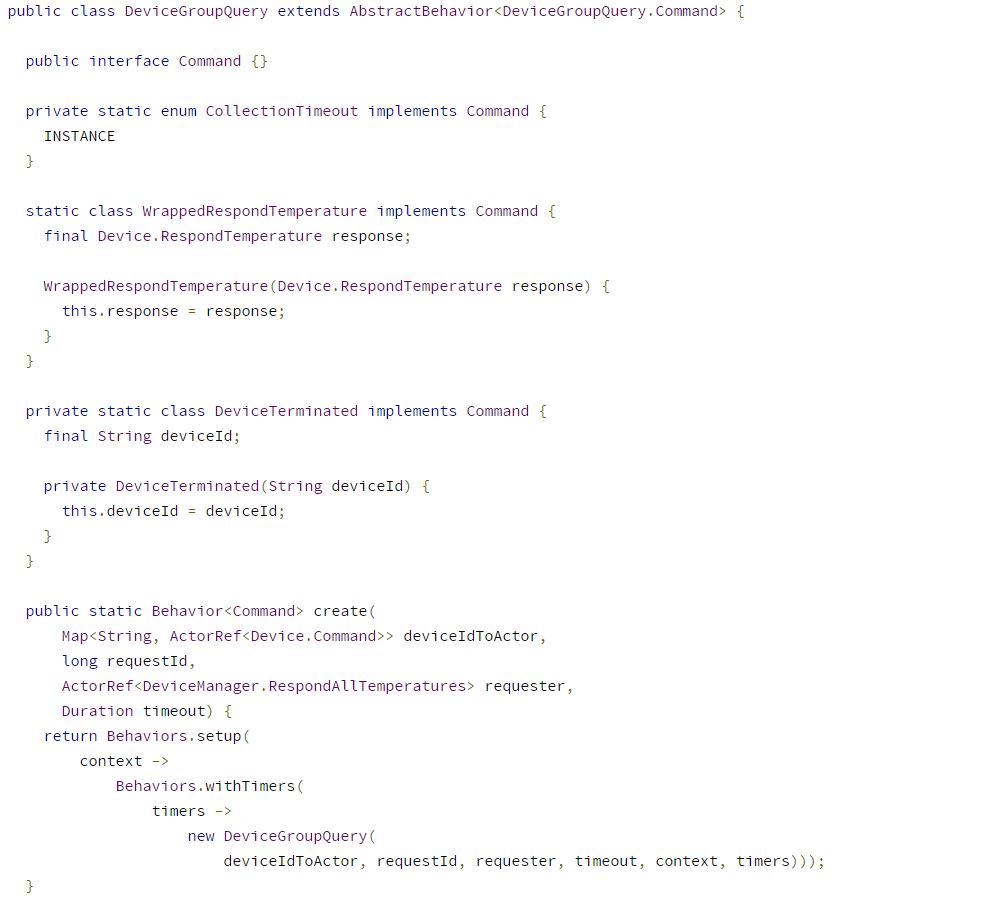 public class DeviceGroupQuery extends AbstractBehavior<DeviceGroupQuery.Command> {

  public interface Command {}

  private static enum CollectionTimeout implements Command {
    INSTANCE
  }

  static class WrappedRespondTemperature implements Command {
    final Device.RespondTemperature response;

    WrappedRespondTemperature(Device.RespondTemperature response) {
      this.response = response;
    }
  }

  private static class DeviceTerminated implements Command {
    final String deviceId;

    private DeviceTerminated(String deviceId) {
      this.deviceId = deviceId;
    }
  }

  public static Behavior<Command> create(
      Map<String, ActorRef<Device.Command>> deviceIdToActor,
      long requestId,
      ActorRef<DeviceManager.RespondAllTemperatures> requester,
      Duration timeout) {
    return Behaviors.setup(
        context ->
            Behaviors.withTimers(
                timers ->
                    new DeviceGroupQuery(
                        deviceIdToActor, requestId, requester, timeout, context, timers)));
  }